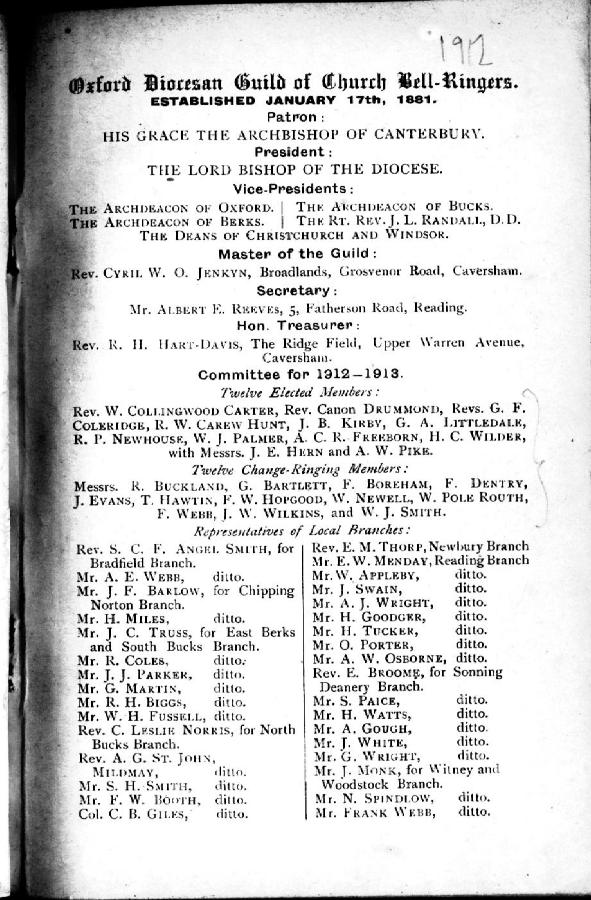 1912
Oxford Diocesan Guild of Church Bell-Ringers.
ESTABLISHED JANUARY 17th, 1881.
Patron:
HIS GRACE THE ARCHBISHOP OF CANTERBURY.
President:
THE LORD BISHOP OF THE DIOCESE.
Vice-Presidents:
THE ARCHDEACON OF OXFORD. | THE ARCHDEACON OF BUCKS.
THE ARCHDEACON OF BERKS. | THE RT. REV. J. L. RANDALL, D.D.
THE DEANS OF CHRISTCHURCH AND WINDSOR.
Master of the Guild:
Rev. CYRIL W. O. JENKYN, Broadlands, Grosvenor Road, Caversham.
Secretary:
Mr. ALBERT E. REEVES, 5, Fatherson Road, Reading.
Hon. Treasurer:
Rev. R. H. HART-DAVIS, The Ridge Field, Upper Warren Avenue,
Caversham.
Committee for 1912-1913.
Twelve Elected Members:
Rev. W. COLLINGWOOD CARTER, Rev. Canon DRUMMOND, Revs. G. F.
COLERIDGE, R. W. CAREW HUNT, J. B. KIRBY, G. A. LITTLEDALE,
R. P. NEWHOUSE, W. J. PALMER, A. C. R. FREEBORN, H. C. WILDER,
with Messrs. J. E. HERN and A. W. PIKE.
Twelve Change-Ringing Members:
Messrs. R. BUCKLAND, G. BARTLETT, F. BOREHAM, F. DENTRY,
J. EVANS, T. HAWTIN, F. W. HOPGOOD, W. NEWELL, W. POLE ROUTH,
F. WEBB, J. W. WILKINS, and W. J. SMITH.
Representatives of Local Branches:
Rev. S. C. F. ANGEL SMITH, for
Bradfield Branch.
Mr. A. E. WEBB, ditto.
Mr. J. F. BARLOW, for Chipping
Norton Branch.
Mr. H. MILES, ditto.
Mr. J. C. TRUSS, for East Berks
and South Bucks Branch.
Mr. R. COLES, ditto.
Mr. J. J. PARKER, ditto.
Mr. G. MARTIN, ditto.
Mr. R. H. BIGGS, ditto.
Mr. W. H. FUSSELL, ditto.
Rev. C. LESLIE NORRIS, for North
Bucks Branch.
Rev. A. G. ST. JOHN,
MILDMAY, ditto.
Mr. S. H. SMITH, ditto.
Mr. F. W. BOOTH, ditto.
Col. C. B. GILES, ditto.
Rev. E. M. THORP, Newbury Branch
Mr. E. W. MENDAY, Reading Branch
Mr. W. APPLEBY, ditto.
Mr. J. SWAIN, ditto.
Mr. A. J. WRIGHT, ditto.
Mr. H. GOODGER, ditto.
Mr. H. TUCKER, ditto.
Mr. O. PORTER, ditto.
Mr. A. W. OSBORNE, ditto.
Rev. E. BROOME, for Sonning
Deanery Branch.
Mr. S. PAICE, ditto.
Mr. H. WATTS, ditto.
Mr. A. GOUGH, ditto.
Mr. J. WHITE, ditto.
Mr. G. WRIGHT, ditto.
Mr. J. MONK, for Witney and
Woodstock Branch.
Mr. N. SPINDLOW, ditto.
Mr. FRANK WEBB, ditto.